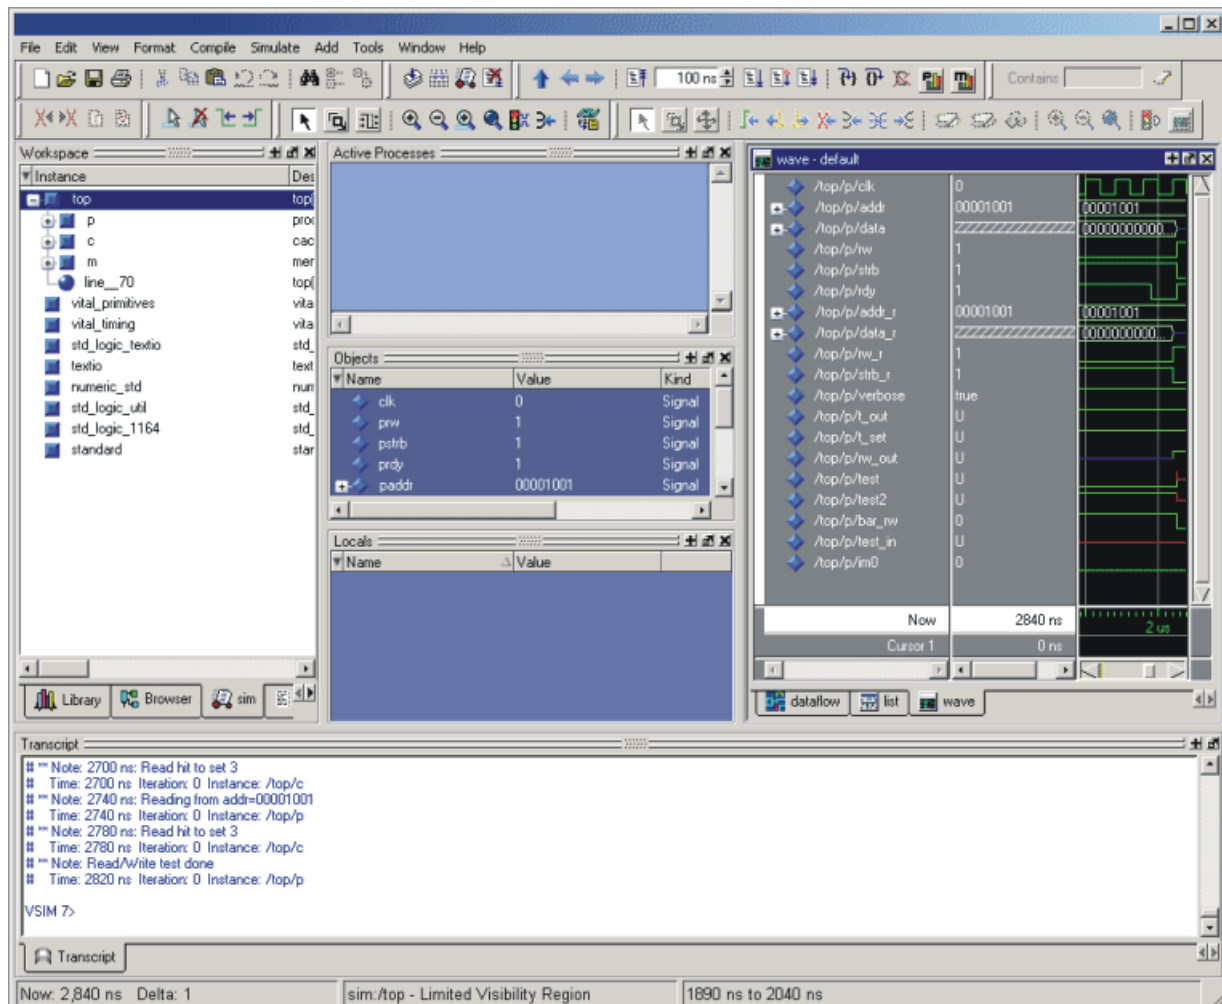 File Edit View Format Compile Simulate Add Tools Window Help
100 ns
Contains
Workspace
Instance
Des
top
top(
p
proc
c
cac
m
mer
line__70
top(
vital_primitives
vita
vital_timing
vita
std_logic_textio
std_
textio
text
numeric_std
num
std_logic_util
std_
std_logic_1164
std_
standard
star
Library
Browser
sim
Active Processes
Objects
Name Value Kind
clk 0 Signal
prw 1 Signal
pstrb 1 Signal
prdy 1 Signal
paddr 00001001 Signal
Locals
Name Value
wave - default
/top/p/clk 0
/top/p/addr 00001001 00001001
/top/p/data 00000000000...
/top/p/rw 1
/top/p/strb 1
/top/p/rdy 1
/top/p/addr_r 00001001 00001001
/top/p/data_r 0000000000...
/top/p/rw_r 1
/top/p/strb_r 1
/top/p/verbose true
/top/p/t_out U
/top/p/t_set U
/top/p/rw_out U
/top/p/test U
/top/p/test2 U
/top/p/bar_rw 0
/top/p/test_in U
/top/p/im0 0
Now 2840 ns 2 us
Cursor 1 0 ns
dataflow
list
wave
Transcript
# ** Note: 2700 ns: Read hit to set 3
# Time: 2700 ns Iteration: 0 Instance: /top/c
# ** Note: 2740 ns: Reading from addr=00001001
# Time: 2740 ns Iteration: 0 Instance: /top/p
# ** Note: 2780 ns: Read hit to set 3
# Time: 2780 ns Iteration: 0 Instance: /top/c
# ** Note: Read/Write test done
# Time: 2820 ns Iteration: 0 Instance: /top/p
VSIM 7>
Transcript
Now: 2,840 ns Delta: 1
sim:/top - Limited Visibility Region
1890 ns to 2040 ns